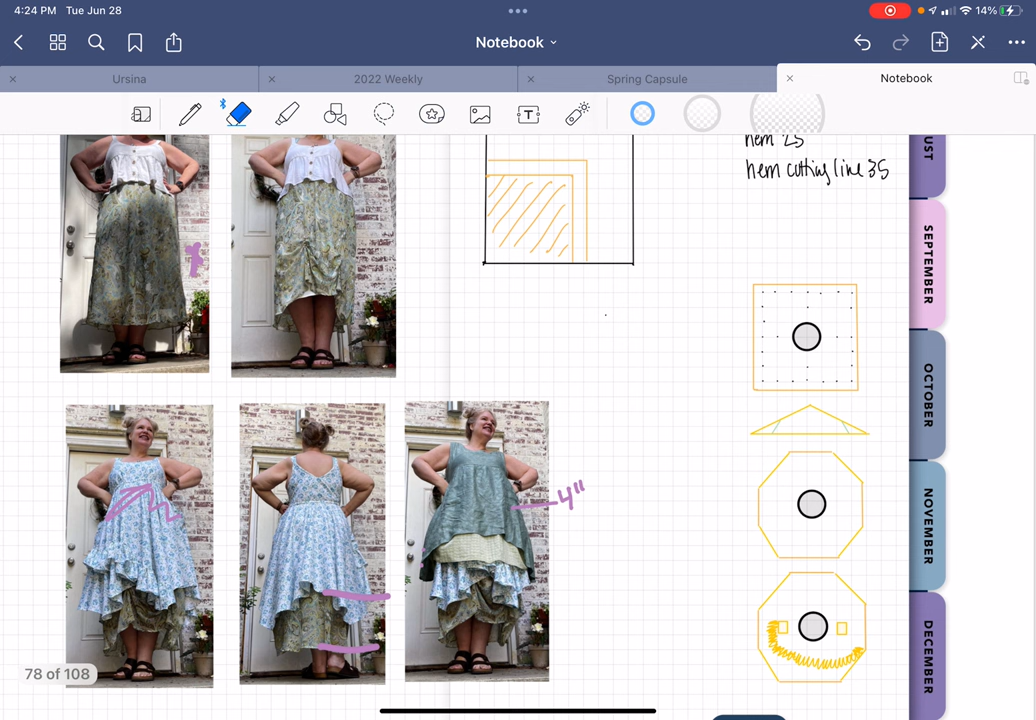 4:24 PM Tue Jun 28
14%
Notebook
Ursina
2022 Weekly
Spring Capsule
Notebook
T
hem 25
hem cutting line 35
UST
SEPTEMBER
OCTOBER
4"
NOVEMBER
DECEMBER
78 of 108